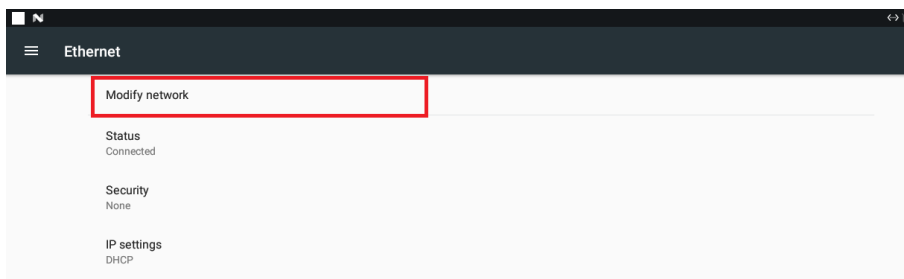 Ethernet
Modify network
Status
Connected
Security
None
IP settings
DHCP